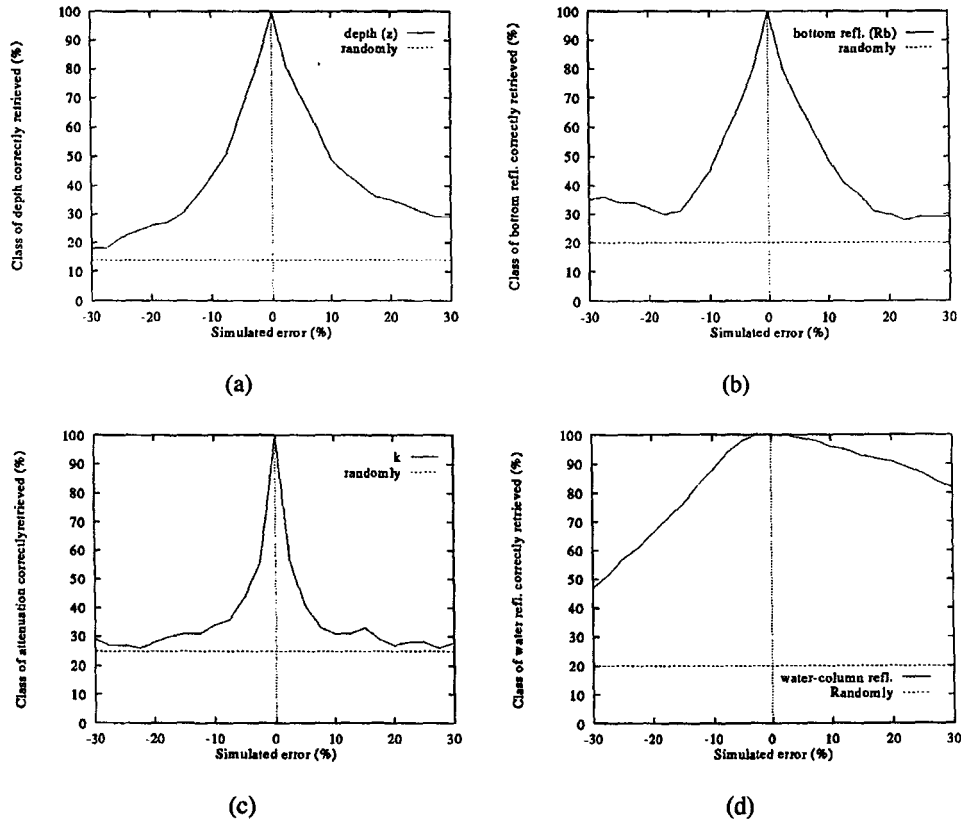 Class of depth correctly retrieved (%)
100
90
80
70
60
50
40
30
20
10
0
depth (z)
randomly
-30 -20 -10 0 10 20 30
Simulated error (%)
(a)
Class of bottom refl. correctly retrieved (%)
100
90
80
70
60
50
40
30
20
10
0
bottom refl. (Rb)
randomly
-30 -20 -10 0 10 20 30
Simulated error (%)
(b)
Class of attenuation correctlyretrieved (%)
100
90
80
70
60
50
40
30
20
10
0
k
randomly
-30 -20 -10 0 10 20 30
Simulated error (%)
(c)
Class of water refl. correctly retrieved (%)
100
90
80
70
60
50
40
30
20
10
0
water-column refl.
Randomly
-30 -20 -10 0 10 20 30
Simulated error (%)
(d)